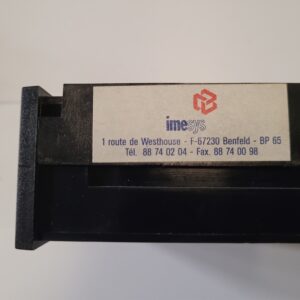 imesys
1 route de Westhouse - F-67230 Benfeld - BP 65
Tél. 88 74 02 04 - Fax. 88 74 00 98